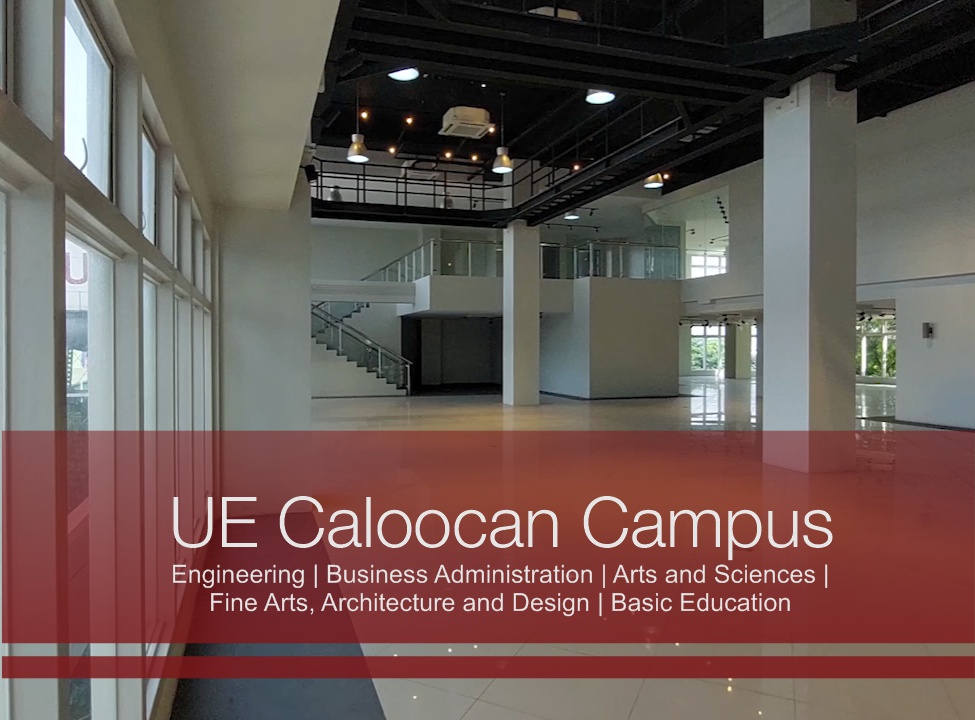 UE Caloocan Campus
Engineering | Business Administration | Arts and Sciences |
Fine Arts, Architecture and Design | Basic Education